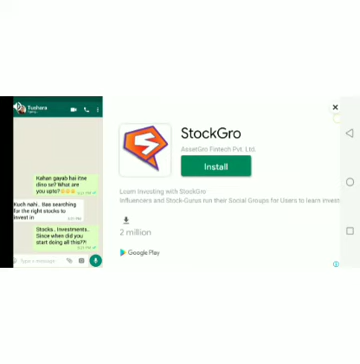 Tushara
Kahan gayab hai itne
dino se? What are
you upto?
Kuch nahi.. Bas searching
for the right stocks to
invest in
Stocks.. Investments..
Since when did you
start doing all this??
Type a message
StockGro
AssetGro Fintech Pvt. Ltd.
Install
Learn Investing with StockGro
Influencers and Stock-Gurus run their Social Groups for Users to learn invest
2 million
Google Play